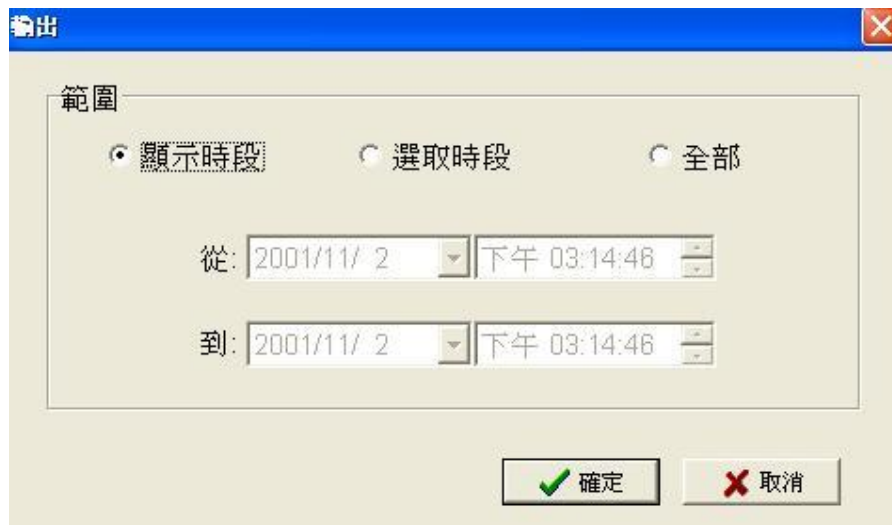 輸出
範圍
顯示時段 選取時段 全部
從: 2001/11/ 2 下午 03:14:46
到: 2001/11/ 2 下午 03:14:46
確定 取消